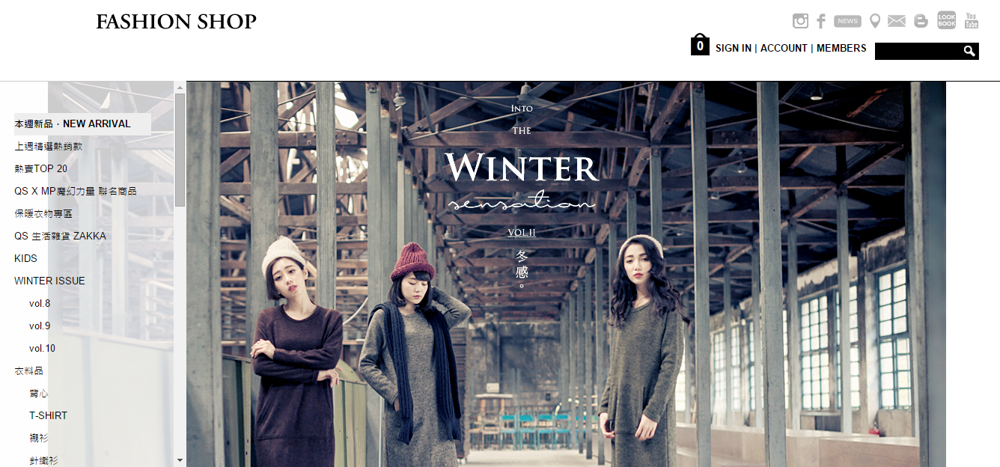 FASHION SHOP
NEWS
LOOK
BOOK
You
Tube
0
SIGN IN | ACCOUNT | MEMBERS
本週新品 · NEW ARRIVAL
上週精選熱銷款
熱賣TOP 20
QS X MP魔幻力量 聯名商品
保暖衣物專區
QS 生活雜貨 ZAKKA
KIDS
WINTER ISSUE
vol.8
vol.9
vol.10
衣料品
背心
T-SHIRT
襯衫
針織衫
INTO
THE
WINTER
sensation
VOL.II
冬
感
。